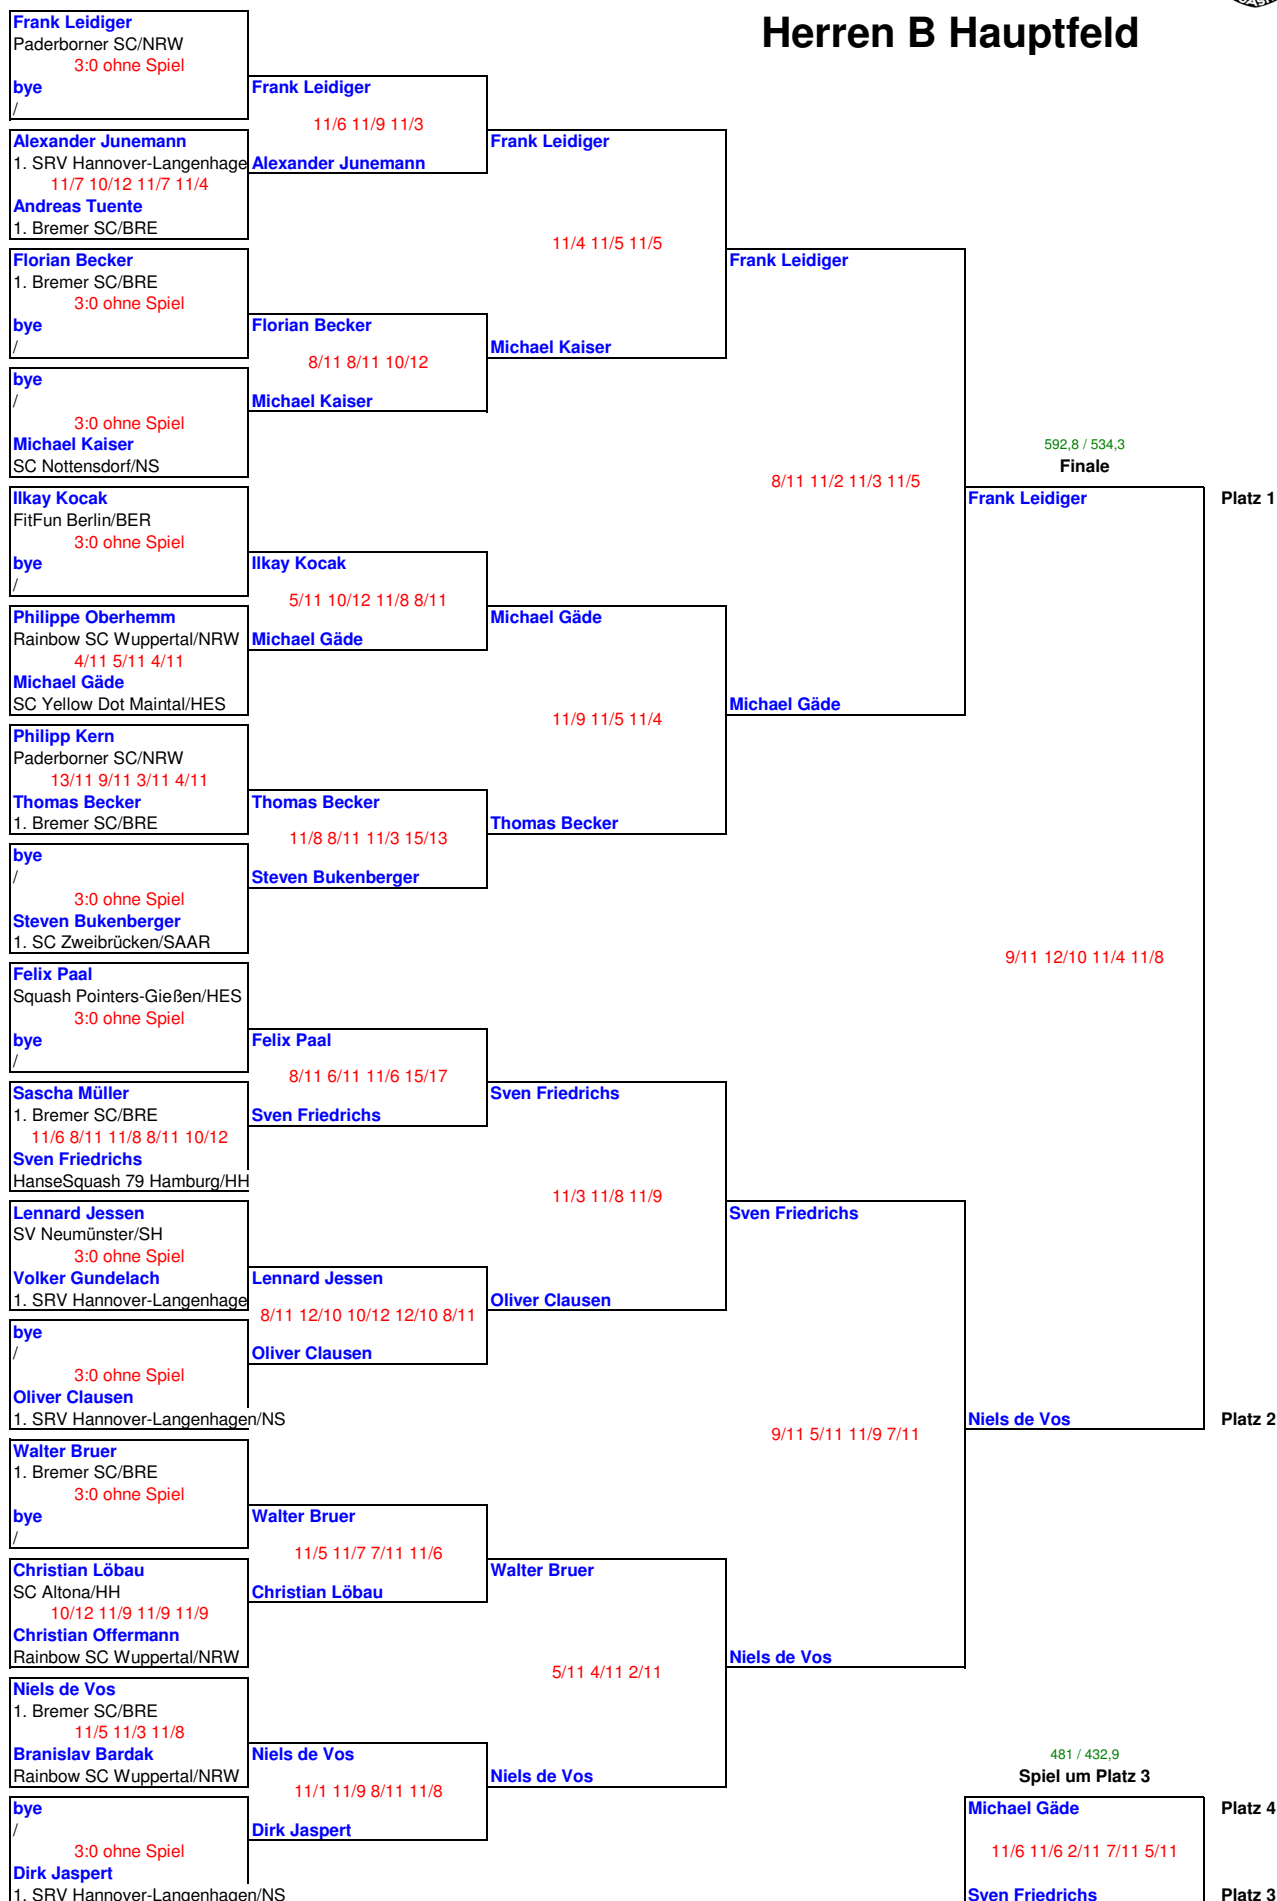 Herren B Hauptfeld
Frank Leidiger
Paderborner SC/NRW
3:0 ohne Spiel
bye
/
Alexander Junemann
1. SRV Hannover-Langenhage
11/7 10/12 11/7 11/4
Andreas Tuente
1. Bremer SC/BRE
Florian Becker
1. Bremer SC/BRE
3:0 ohne Spiel
bye
/
bye
/
3:0 ohne Spiel
Michael Kaiser
SC Nottensdorf/NS
Ilkay Kocak
FitFun Berlin/BER
3:0 ohne Spiel
bye
/
Philippe Oberhemm
Rainbow SC Wuppertal/NRW
4/11 5/11 4/11
Michael Gäde
SC Yellow Dot Maintal/HES
Philipp Kern
Paderborner SC/NRW
13/11 9/11 3/11 4/11
Thomas Becker
1. Bremer SC/BRE
bye
/
3:0 ohne Spiel
Steven Bukenberger
1. SC Zweibrücken/SAAR
Felix Paal
Squash Pointers-Gießen/HES
3:0 ohne Spiel
bye
/
Sascha Müller
1. Bremer SC/BRE
11/6 8/11 11/8 8/11 10/12
Sven Friedrichs
HanseSquash 79 Hamburg/HH
Lennard Jessen
SV Neumünster/SH
3:0 ohne Spiel
Volker Gundelach
1. SRV Hannover-Langenhage
bye
/
3:0 ohne Spiel
Oliver Clausen
1. SRV Hannover-Langenhagen/NS
Walter Bruer
1. Bremer SC/BRE
3:0 ohne Spiel
bye
/
Christian Löbau
SC Altona/HH
10/12 11/9 11/9 11/9
Christian Offermann
Rainbow SC Wuppertal/NRW
Niels de Vos
1. Bremer SC/BRE
11/5 11/3 11/8
Branislav Bardak
Rainbow SC Wuppertal/NRW
bye
/
3:0 ohne Spiel
Dirk Jaspert
1. SRV Hannover-Langenhagen/NS
Frank Leidiger
11/6 11/9 11/3
Alexander Junemann
Florian Becker
8/11 8/11 10/12
Michael Kaiser
Ilkay Kocak
5/11 10/12 11/8 8/11
Michael Gäde
Thomas Becker
11/8 8/11 11/3 15/13
Steven Bukenberger
Felix Paal
8/11 6/11 11/6 15/17
Sven Friedrichs
Lennard Jessen
8/11 12/10 10/12 12/10 8/11
Oliver Clausen
Walter Bruer
11/5 11/7 7/11 11/6
Christian Löbau
Niels de Vos
11/1 11/9 8/11 11/8
Dirk Jaspert
Frank Leidiger
11/4 11/5 11/5
Michael Kaiser
Michael Gäde
11/9 11/5 11/4
Thomas Becker
Sven Friedrichs
11/3 11/8 11/9
Oliver Clausen
Walter Bruer
5/11 4/11 2/11
Niels de Vos
Frank Leidiger
8/11 11/2 11/3 11/5
Michael Gäde
Sven Friedrichs
9/11 5/11 11/9 7/11
Niels de Vos
592,8 / 534,3
Finale
Frank Leidiger Platz 1
9/11 12/10 11/4 11/8
Niels de Vos Platz 2
481 / 432,9
Spiel um Platz 3
Michael Gäde Platz 4
11/6 11/6 2/11 7/11 5/11
Sven Friedrichs Platz 3